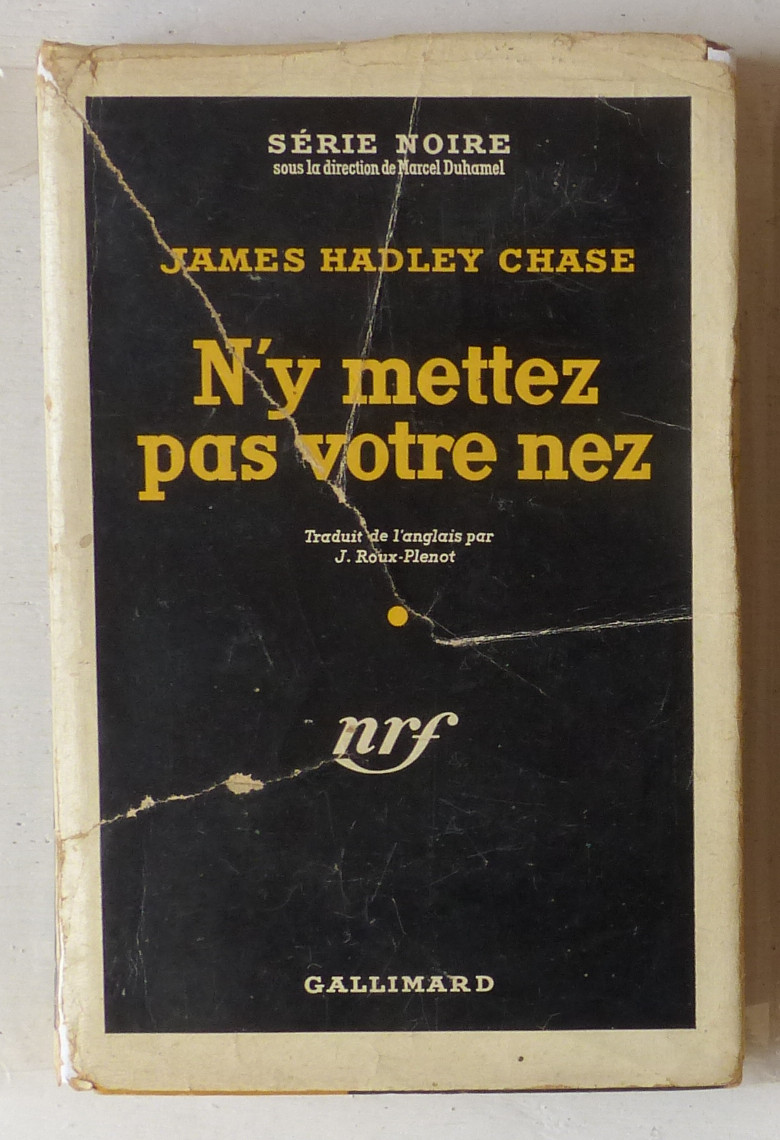 SÉRIE NOIRE
sous la direction de Marcel Duhamel
JAMES HADLEY CHASE
N'y mettez
pas votre nez
Traduit de l'anglais par
J. Roux-Plenot
nrf
GALLIMARD